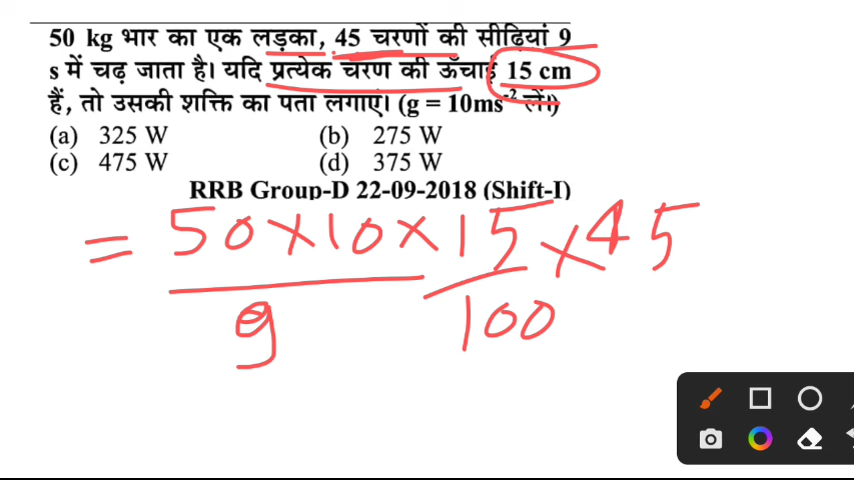 50 kg भार का एक लड़का, 45 चरणों की सीढ़ियां 9
s में चढ़ जाता है। यदि प्रत्येक चरण की ऊँचाई 15 cm
हैं, तो उसकी शक्ति का पता लगाएं। (g = 10ms⁻² लें।)
(a) 325 W (b) 275 W
(c) 475 W (d) 375 W
RRB Group-D 22-09-2018 (Shift-I)
= 50×10×15×45
9 100